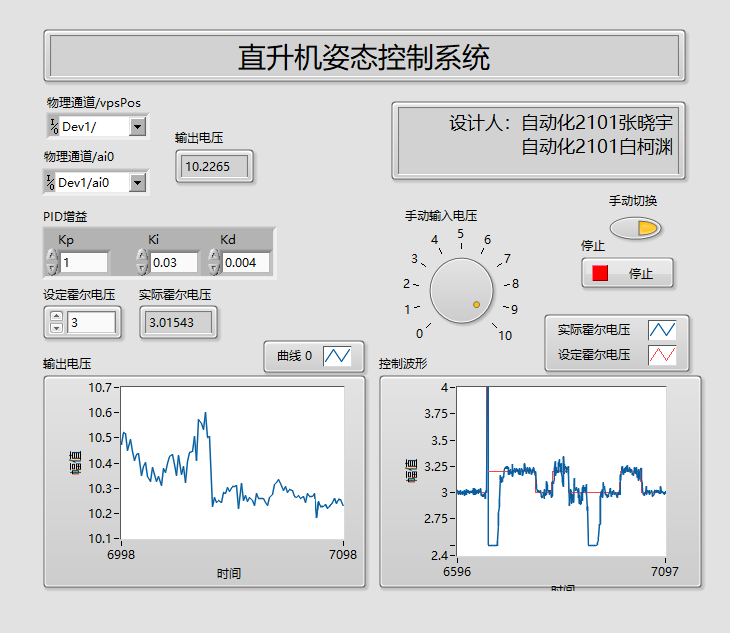 直升机姿态控制系统
物理通道/vpsPos
Dev1/
物理通道/ai0
Dev1/ai0
输出电压
10.2265
设计人：自动化2101张晓宇
自动化2101白柯渊
PID增益
Kp
Ki
Kd
1
0.03
0.004
设定霍尔电压
实际霍尔电压
3
3.01543
手动输入电压
0
1
2
3
4
5
6
7
8
9
10
手动切换
停止
停止
实际霍尔电压
设定霍尔电压
输出电压
曲线 0
幅值
10.7
10.6
10.5
10.4
10.3
10.2
10.1
6998
7098
时间
控制波形
幅值
4
3.75
3.5
3.25
3
2.75
2.4
6596
7097
时间